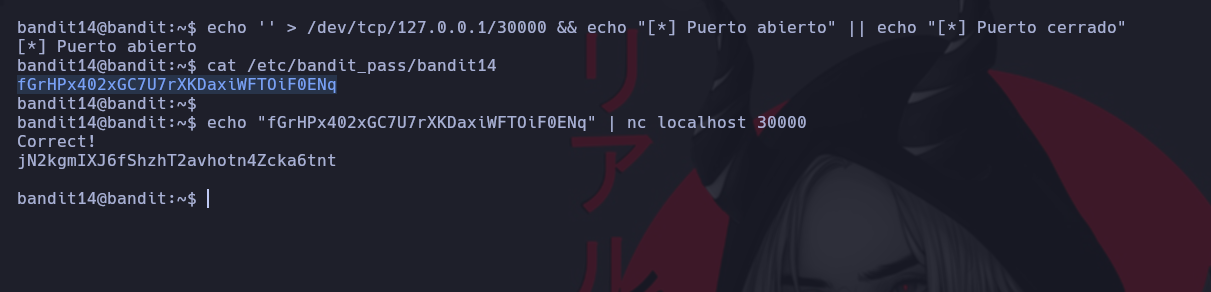 bandit14@bandit:~$ echo '' > /dev/tcp/127.0.0.1/30000 && echo "[*] Puerto abierto" || echo "[*] Puerto cerrado"
[*] Puerto abierto
bandit14@bandit:~$ cat /etc/bandit_pass/bandit14
fGrHPx402xGC7U7rXKDaxiWFTOiF0ENq
bandit14@bandit:~$
bandit14@bandit:~$ echo "fGrHPx402xGC7U7rXKDaxiWFTOiF0ENq" | nc localhost 30000
Correct!
jN2kgmIXJ6fShzhT2avhotn4Zcka6tnt
bandit14@bandit:~$
リアル